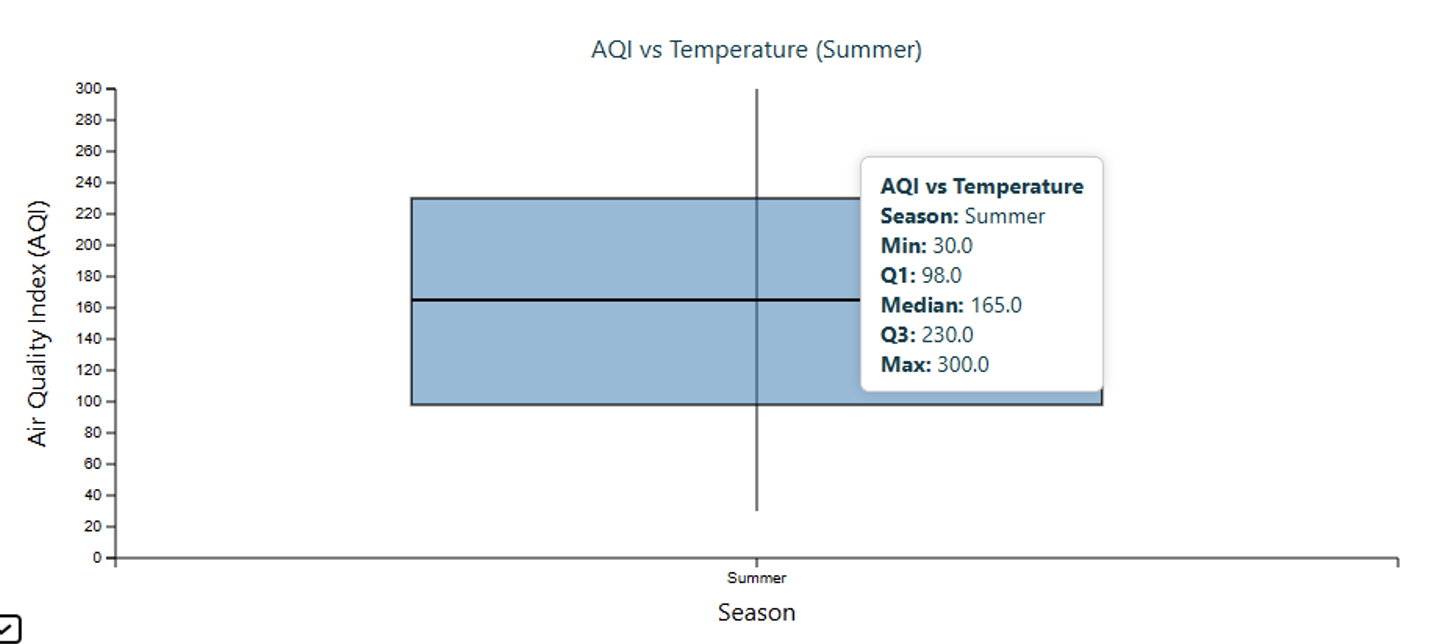 AQI vs Temperature (Summer)
300
280
260
240
220
200
180
160
140
120
100
80
60
40
20
0
Air Quality Index (AQI)
AQI vs Temperature
Season: Summer
Min: 30.0
Q1: 98.0
Median: 165.0
Q3: 230.0
Max: 300.0
Summer
Season